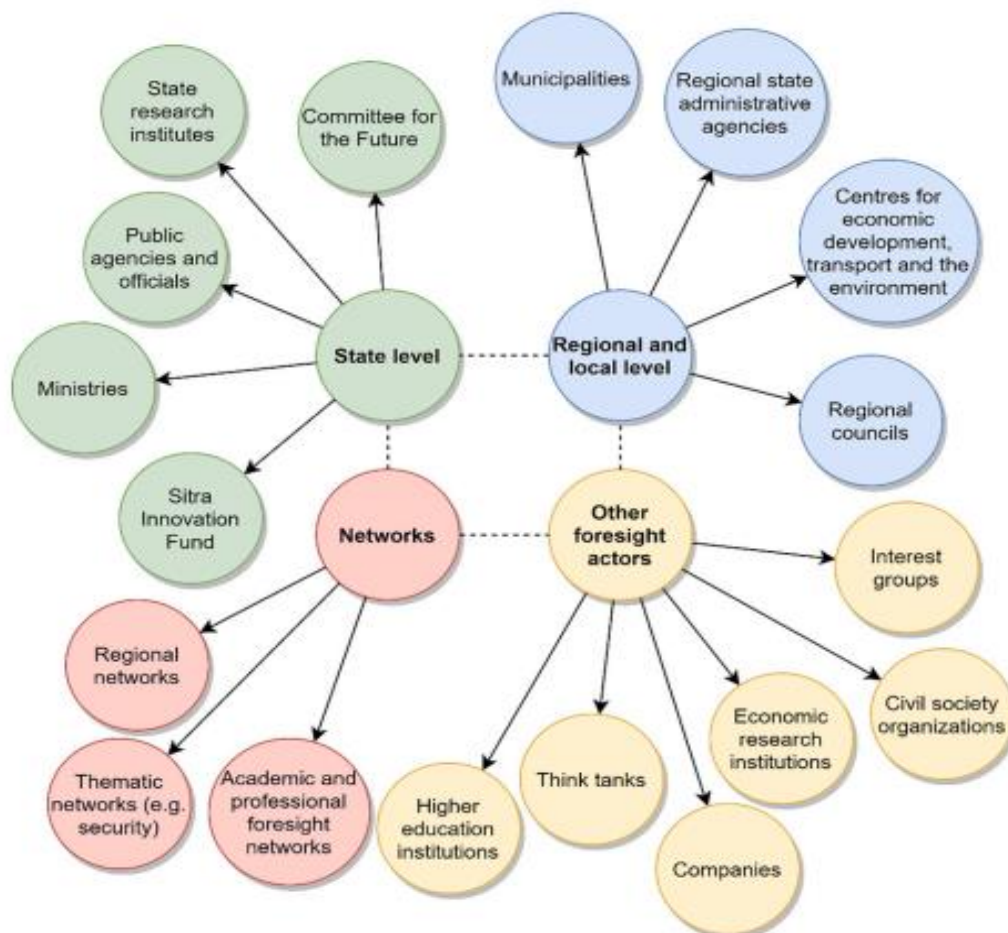 State
research
institutes
Committee for
the Future
Municipalities
Regional state
administrative
agencies
Public
agencies and
officials
Centres for
economic
development,
transport and the
environment
Ministries
State level
Regional and
local level
Regional
councils
Sitra
Innovation
Fund
Networks
Other
foresight
actors
Interest
groups
Regional
networks
Civil society
organizations
Thematic
networks (e.g.
security)
Academic and
professional
foresight
networks
Higher
education
institutions
Think tanks
Economic
research
institutions
Companies